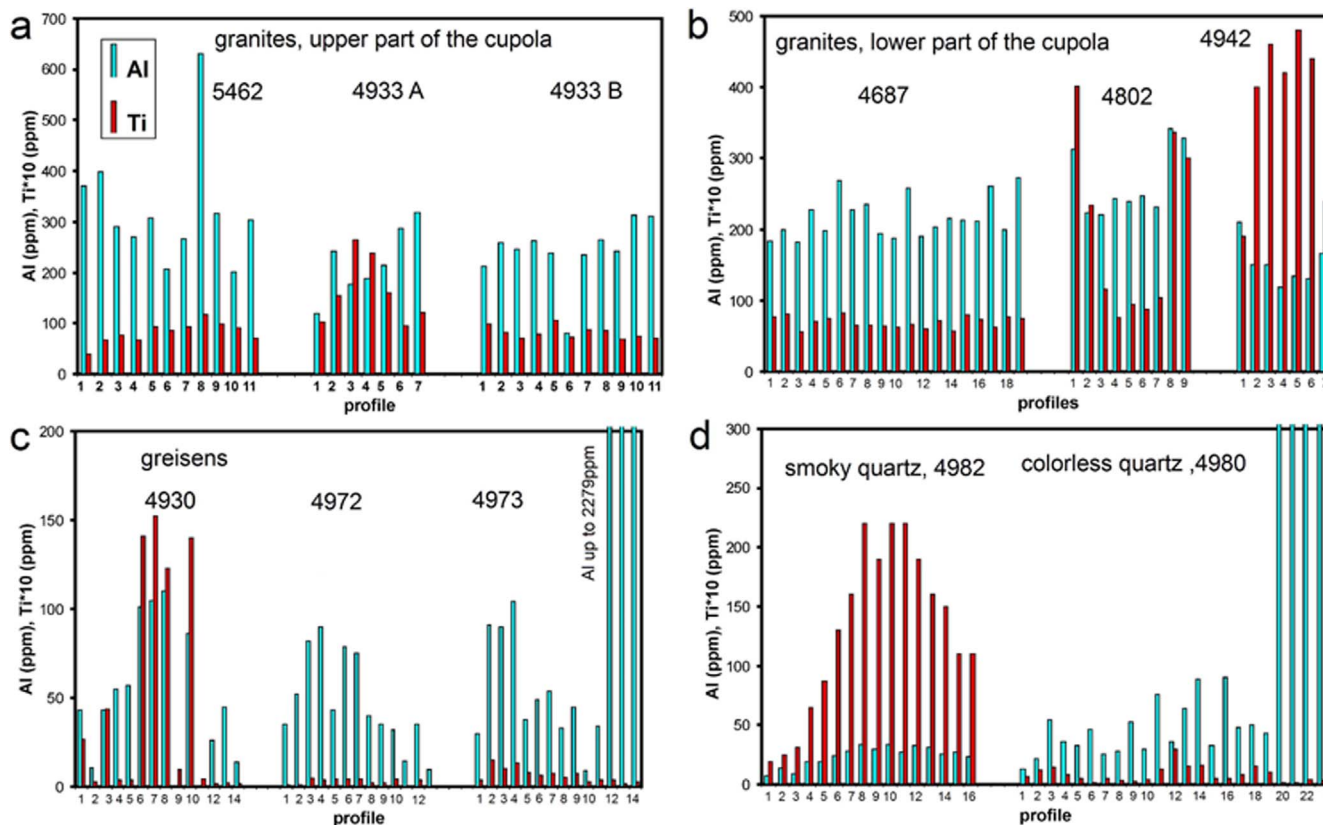 a
700
600
500
400
300
200
100
0
Al (ppm), Ti*10 (ppm)
Al
Ti
granites, upper part of the cupola
5462
4933 A
4933 B
1 2 3 4 5 6 7 8 9 10 11
1 2 3 4 5 6 7
1 2 3 4 5 6 7 8 9 10 11
profile
b
500
400
300
200
100
0
Al (ppm), Ti*10 (ppm)
granites, lower part of the cupola
4942
4687
4802
1 2 3 4 5 6 7 8 9 10 12 14 16 18
1 2 3 4 5 6 7 8 9
1 2 3 4 5 6
profiles
c
200
150
100
50
0
Al (ppm), Ti*10 (ppm)
greisens
4930
4972
4973
Al up to 2279ppm
1 2 3 4 5 6 7 8 9 10 12 14
1 2 3 4 5 6 7 8 9 10 12
1 2 3 4 5 6 7 8 9 10 12 14
profile
d
300
250
200
150
100
50
0
Al (ppm), Ti*10 (ppm)
smoky quartz, 4982
colorless quartz ,4980
1 2 3 4 5 6 7 8 9 10 12 14 16
1 2 3 4 5 6 7 8 9 10 12 14 16 18 20 22
profile